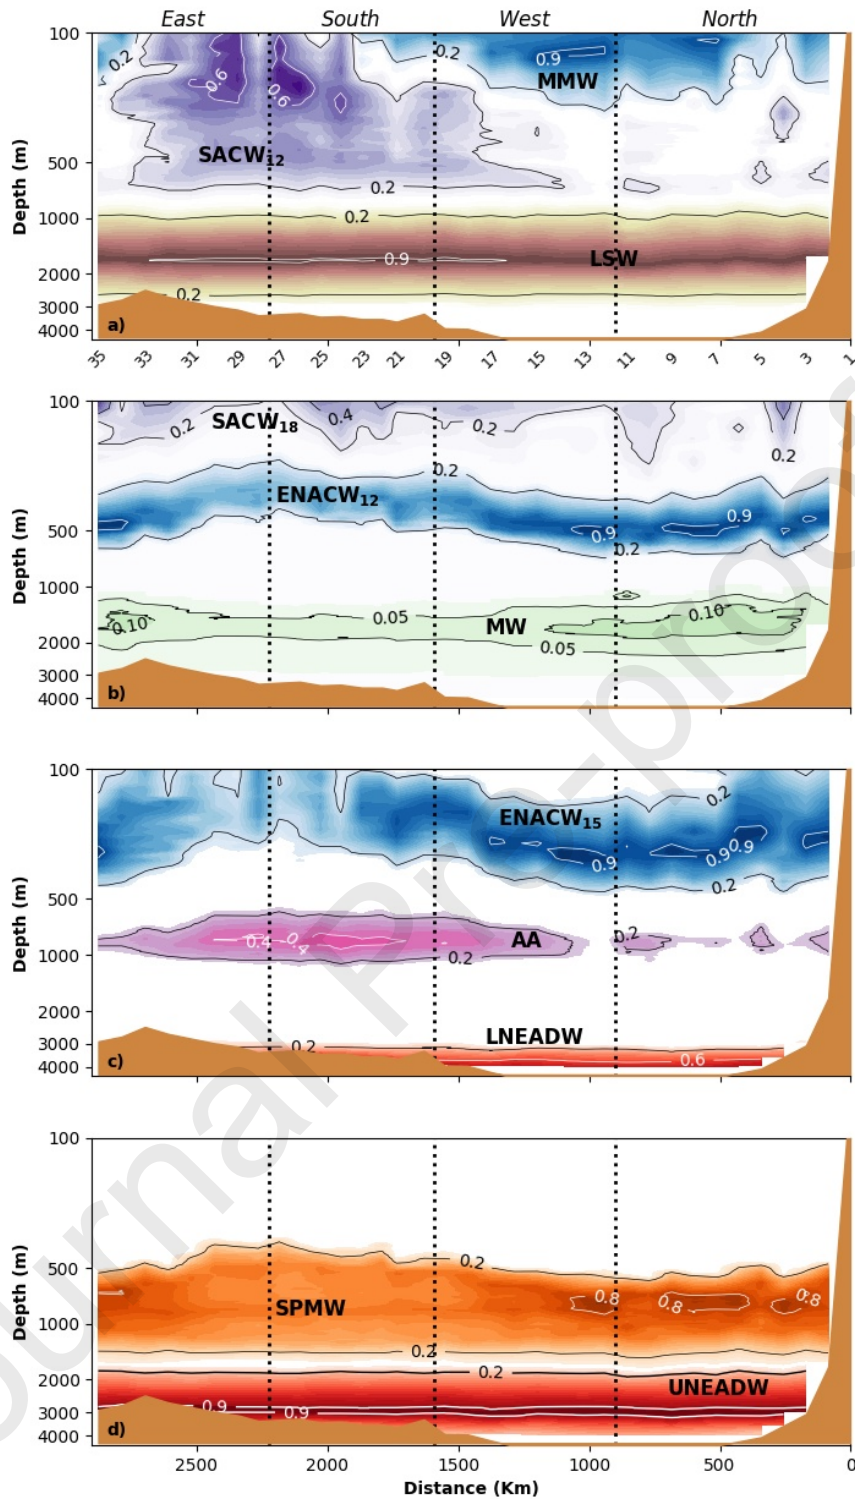 East South West North
100
500
1000
2000
3000
4000
Depth (m)
0.2
0.6
0.6
0.2
0.9
MMW
SACW12
0.2
0.2
LSW
0.9
0.2
a)
35 33 31 29 27 25 23 21 19 17 15 13 11 9 7 5 3 1
100
500
1000
2000
3000
4000
Depth (m)
0.2
SACW18
0.4
0.2
0.2
0.2
ENACW12
0.9
0.9
0.2
0.10
0.05
MW
0.10
0.05
b)
100
500
1000
2000
3000
4000
Depth (m)
0.2
ENACW15
0.9
0.9
0.9
0.2
0.4
0.4
AA
0.2
0.2
LNEADW
0.2
0.6
c)
100
500
1000
2000
3000
4000
Depth (m)
0.2
SPMW
0.8
0.8
0.8
0.2
0.2
UNEADW
0.9
0.9
d)
2500 2000 1500 1000 500 0
Distance (Km)
Journal Pre-proof